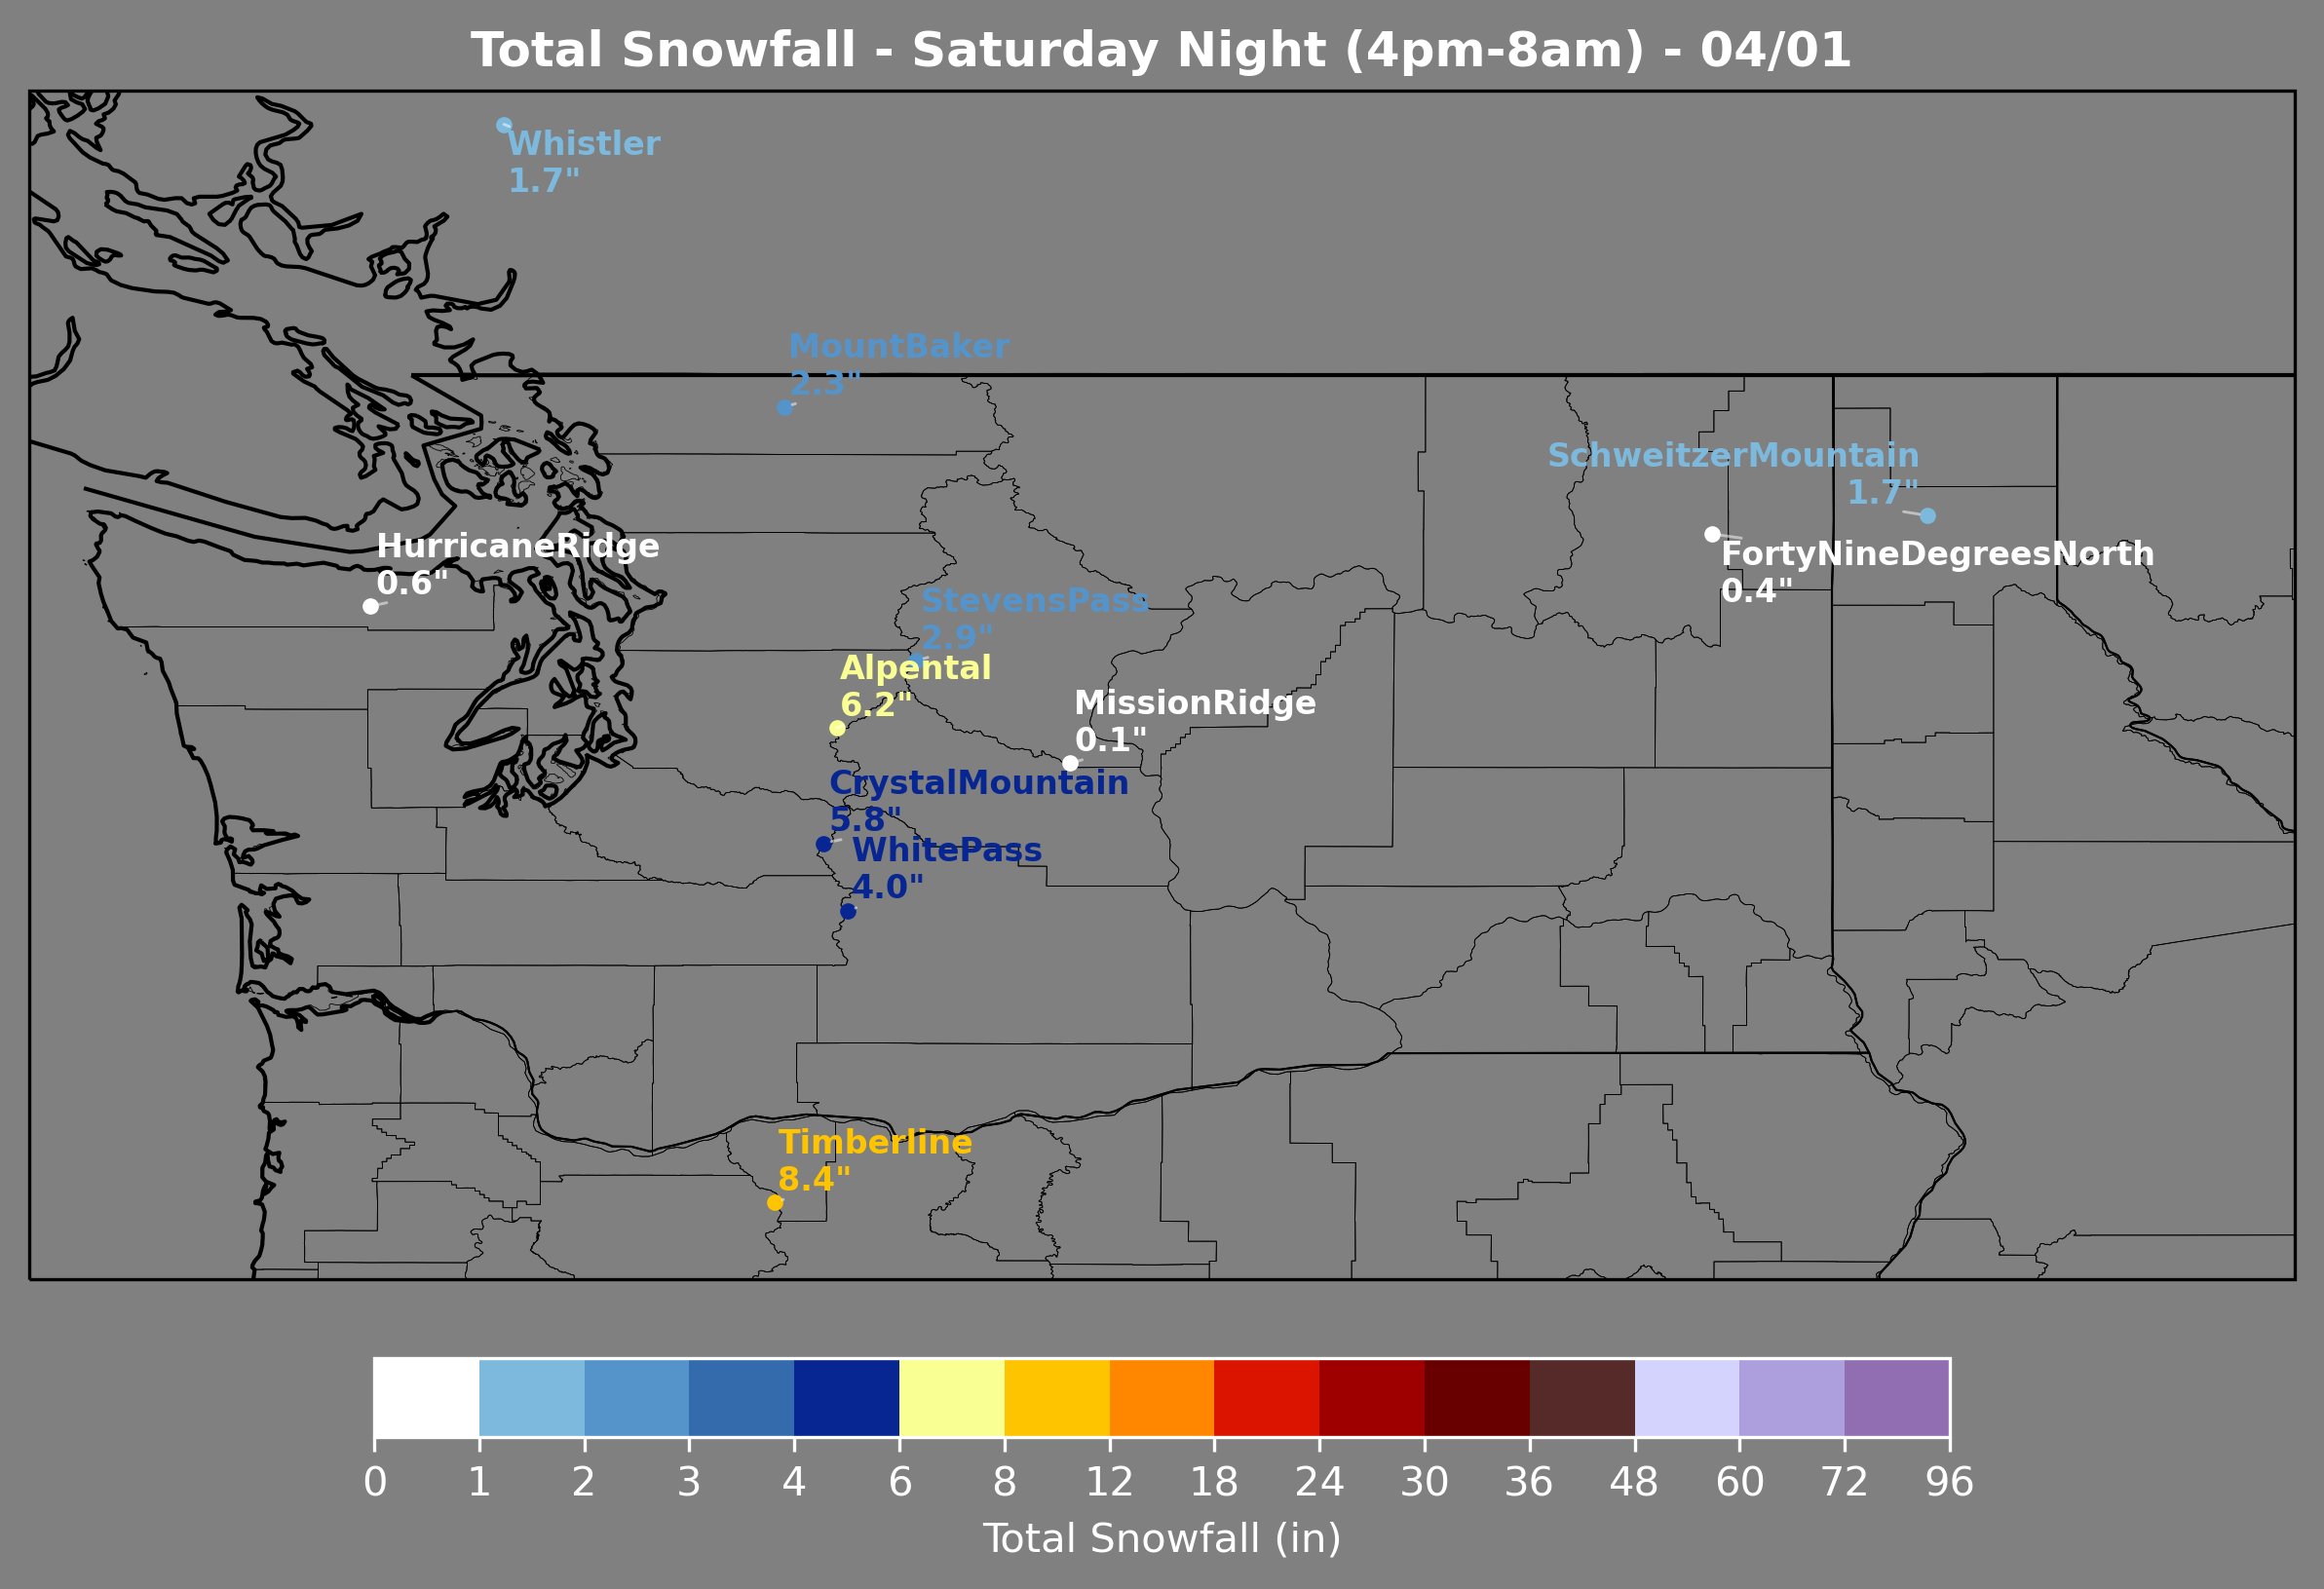 Total Snowfall - Saturday Night (4pm-8am) - 04/01
Whistler
1.7"
MountBaker
2.3"
SchweitzerMountain
1.7"
HurricaneRidge
0.6"
FortyNineDegreesNorth
0.4"
StevensPass
2.9"
Alpental
6.2"
MissionRidge
0.1"
CrystalMountain
5.8"
WhitePass
4.0"
Timberline
8.4"
0 1 2 3 4 6 8 12 18 24 30 36 48 60 72 96
Total Snowfall (in)